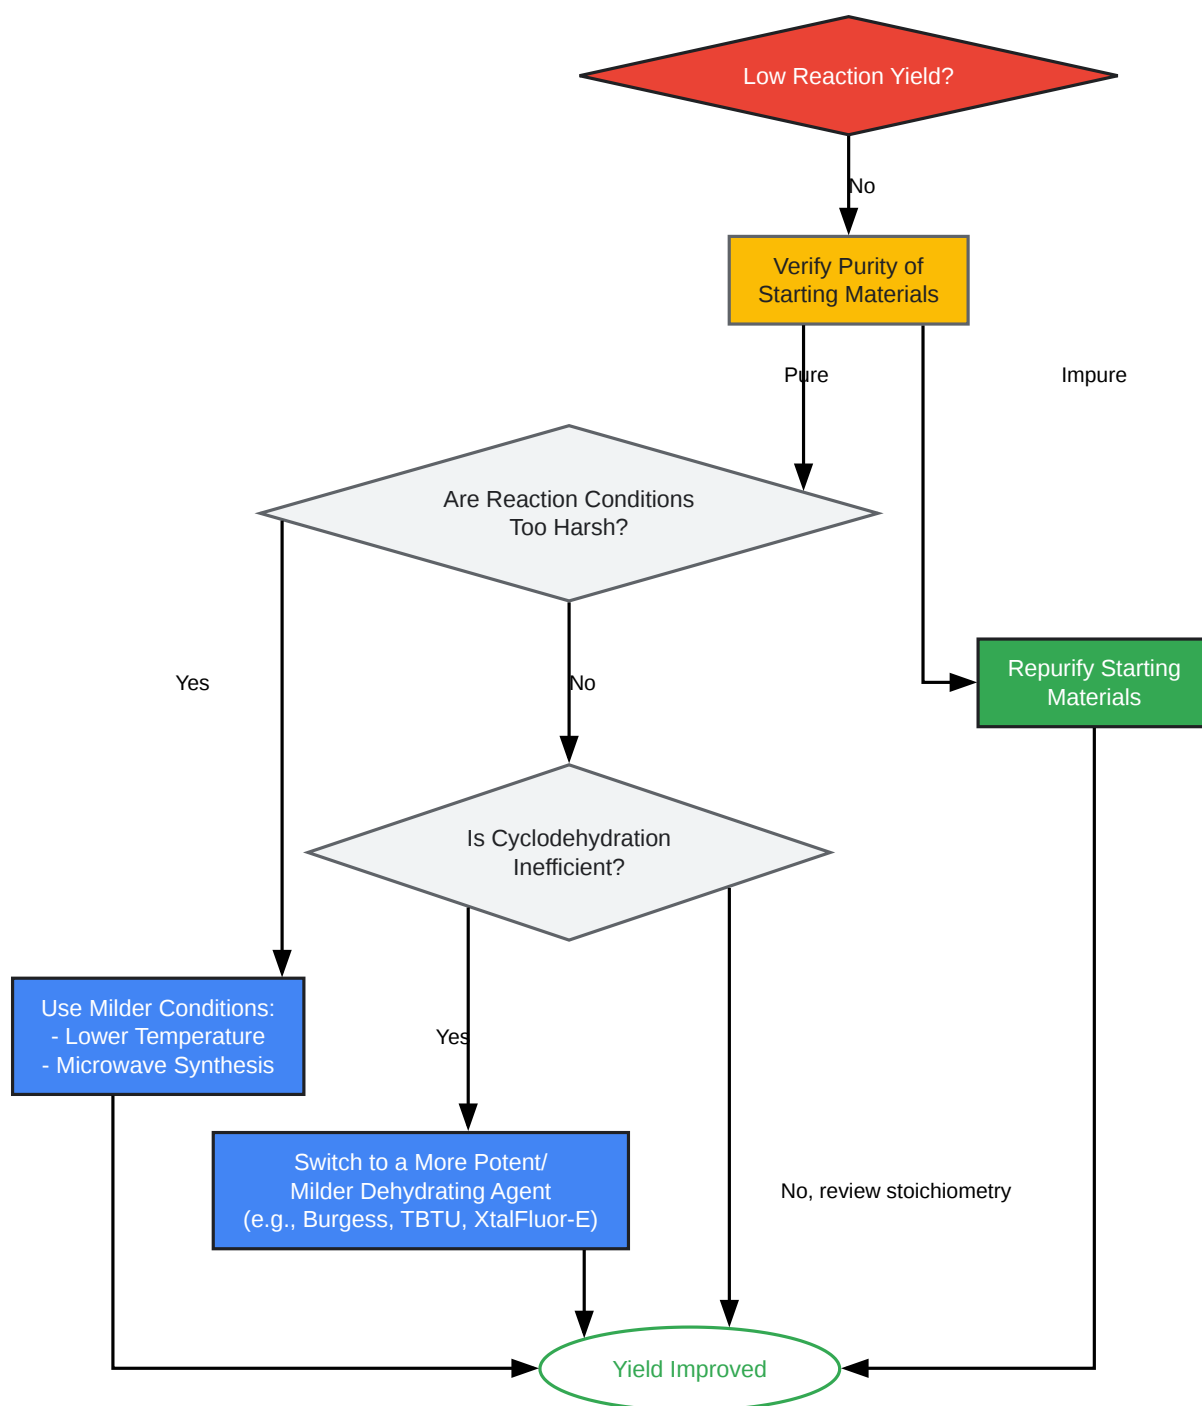 Low Reaction Yield?
No
Verify Purity of
Starting Materials
Pure
Impure
Are Reaction Conditions
Too Harsh?
Yes
No
Repurify Starting
Materials
Is Cyclodehydration
Inefficient?
Use Milder Conditions:
- Lower Temperature
- Microwave Synthesis
Yes
Switch to a More Potent/
Milder Dehydrating Agent
(e.g., Burgess, TBTU, XtalFluor-E)
No, review stoichiometry
Yield Improved